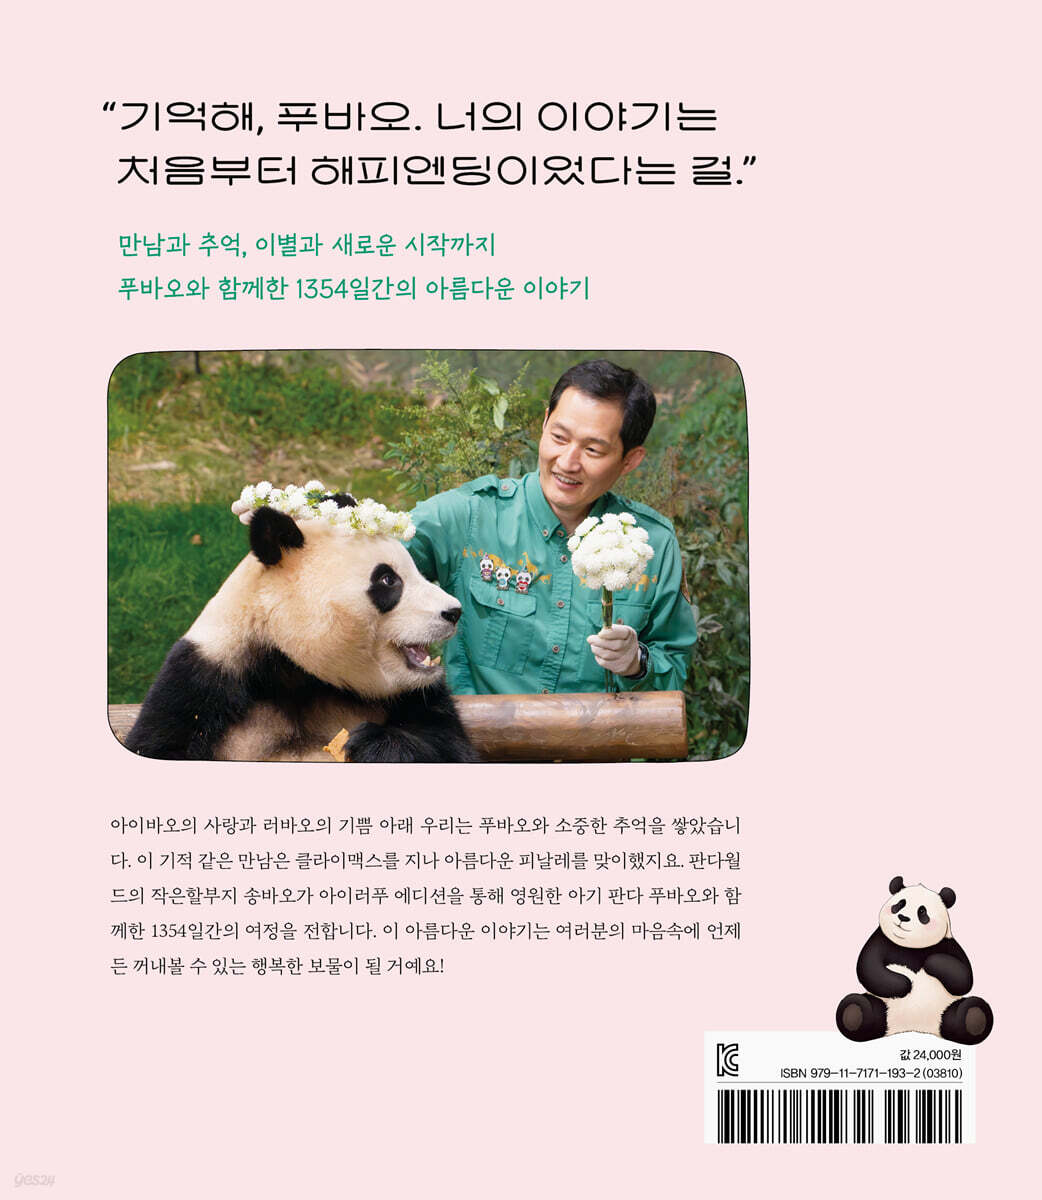 “기억해, 푸바오. 너의 이야기는
처음부터 해피엔딩이었다는 걸.”
만남과 추억, 이별과 새로운 시작까지
푸바오와 함께한 1354일간의 아름다운 이야기
아이바오의 사랑과 러바오의 기쁨 아래 우리는 푸바오와 소중한 추억을 쌓았습니
다. 이 기적 같은 만남은 클라이맥스를 지나 아름다운 피날레를 맞이했지요. 판다월
드의 작은할부지 송바오가 아이러푸 에디션을 통해 영원한 아기 판다 푸바오와 함
께한 1354일간의 여정을 전합니다. 이 아름다운 이야기는 여러분의 마음속에 언제
든 꺼내볼 수 있는 행복한 보물이 될 거예요!
값 24,000원
ISBN 979-11-7171-193-2 (03810)
yes24